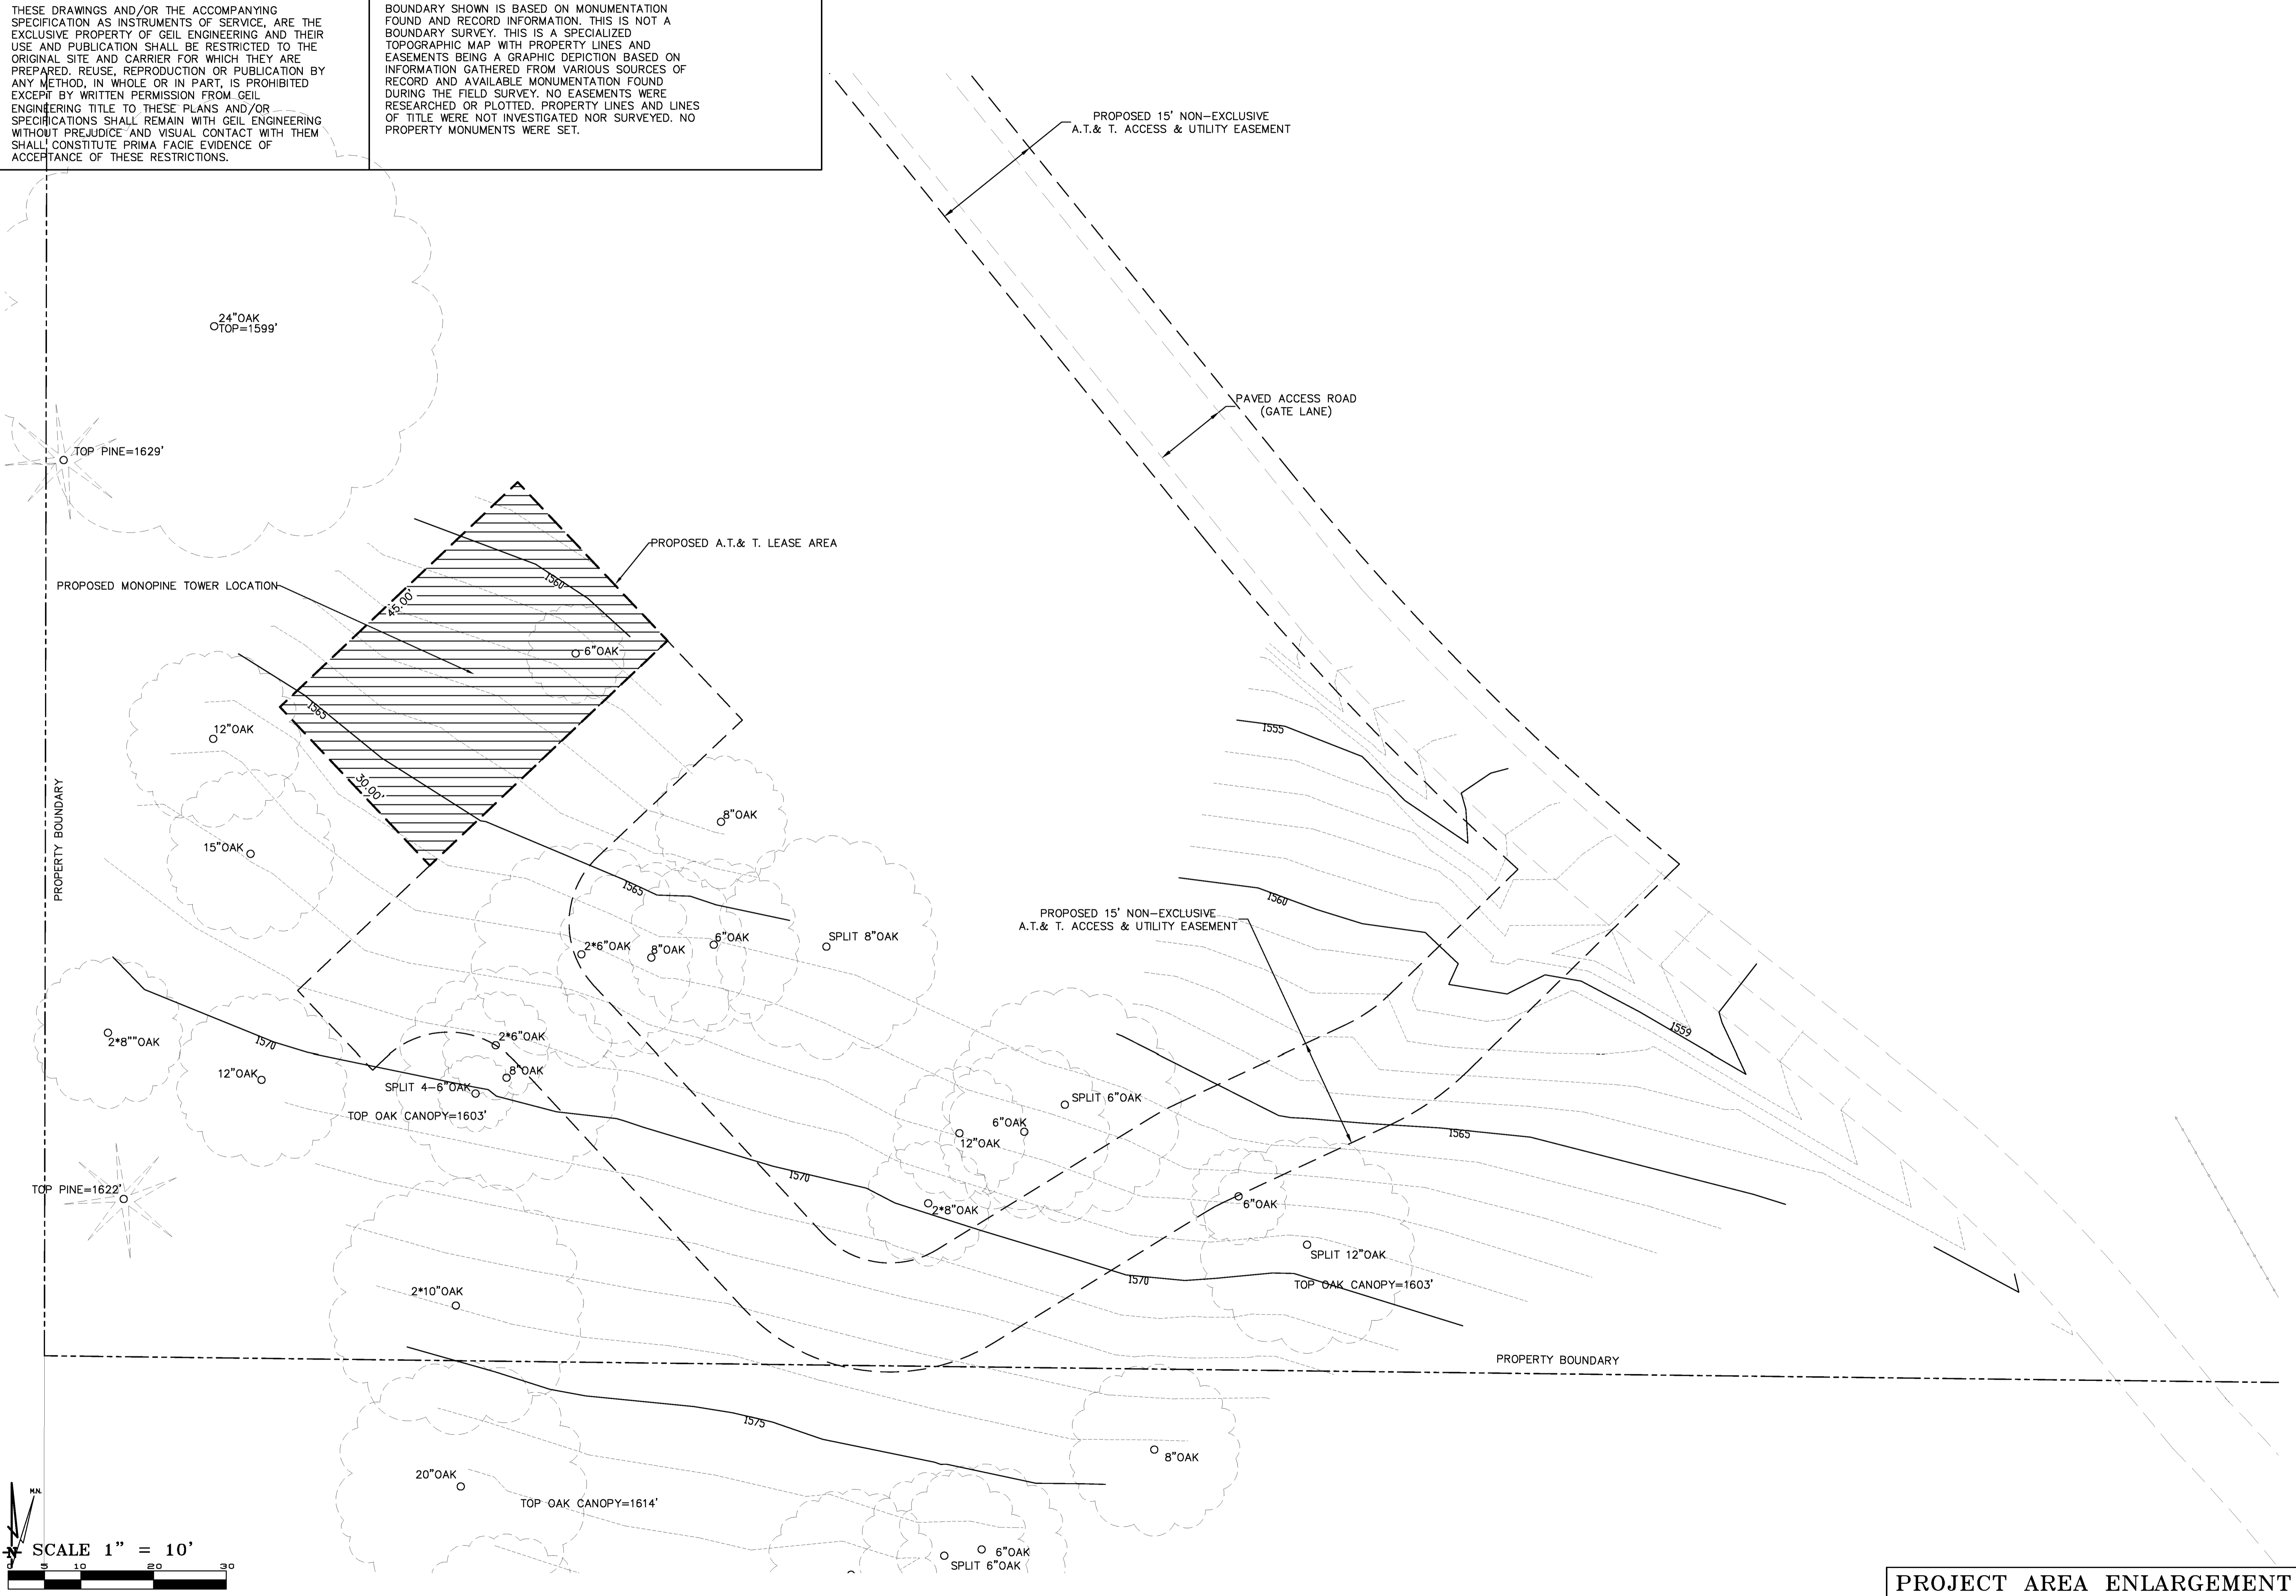 THESE DRAWINGS AND/OR THE ACCOMPANYING
SPECIFICATION AS INSTRUMENTS OF SERVICE, ARE THE
EXCLUSIVE PROPERTY OF GEIL ENGINEERING AND THEIR
USE AND PUBLICATION SHALL BE RESTRICTED TO THE
ORIGINAL SITE AND CARRIER FOR WHICH THEY ARE
PREPARED. REUSE, REPRODUCTION OR PUBLICATION BY
ANY METHOD, IN WHOLE OR IN PART, IS PROHIBITED
EXCEPT BY WRITTEN PERMISSION FROM GEIL
ENGINEERING TITLE TO THESE PLANS AND/OR
SPECIFICATIONS SHALL REMAIN WITH GEIL ENGINEERING
WITHOUT PREJUDICE AND VISUAL CONTACT WITH THEM
SHALL CONSTITUTE PRIMA FACIE EVIDENCE OF
ACCEPTANCE OF THESE RESTRICTIONS.
BOUNDARY SHOWN IS BASED ON MONUMENTATION
FOUND AND RECORD INFORMATION. THIS IS NOT A
BOUNDARY SURVEY. THIS IS A SPECIALIZED
TOPOGRAPHIC MAP WITH PROPERTY LINES AND
EASEMENTS BEING A GRAPHIC DEPICTION BASED ON
INFORMATION GATHERED FROM VARIOUS SOURCES OF
RECORD AND AVAILABLE MONUMENTATION FOUND
DURING THE FIELD SURVEY. NO EASEMENTS WERE
RESEARCHED OR PLOTTED. PROPERTY LINES AND LINES
OF TITLE WERE NOT INVESTIGATED NOR SURVEYED. NO
PROPERTY MONUMENTS WERE SET.
PROPOSED 15' NON-EXCLUSIVE
A.T.& T. ACCESS & UTILITY EASEMENT
24"OAK
TOP=1599'
PAVED ACCESS ROAD
(GATE LANE)
TOP PINE=1629'
PROPOSED A.T.& T. LEASE AREA
1560
PROPOSED MONOPINE TOWER LOCATION
45.00'
6"OAK
1565
12"OAK
1555
30.00'
8"OAK
PROPERTY BOUNDARY
15"OAK
1565
1560
PROPOSED 15' NON-EXCLUSIVE
A.T.& T. ACCESS & UTILITY EASEMENT
2*6"OAK
8"OAK
6"OAK
SPLIT 8"OAK
1559
2*8""OAK
1570
2*6"OAK
12"OAK
8"OAK
SPLIT 4-6"OAK
TOP OAK CANOPY=1603'
SPLIT 6"OAK
6"OAK
12"OAK
1565
1570
TOP PINE=1622'
2*8"OAK
6"OAK
SPLIT 12"OAK
1570
TOP OAK CANOPY=1603'
2*10"OAK
PROPERTY BOUNDARY
1575
8"OAK
20"OAK
TOP OAK CANOPY=1614'
6"OAK
SPLIT 6"OAK
M.N.
N
SCALE 1" = 10'
0 5 10 20 30
PROJECT AREA ENLARGEMENT